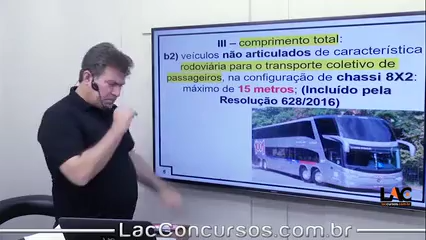 III – comprimento total:
b2) veículos não articulados de característica
rodoviária para o transporte coletivo de
passageiros, na configuração de chassi 8X2:
máximo de 15 metros; (Incluído pela
Resolução 628/2016)
LAC
LacConcursos.com.br